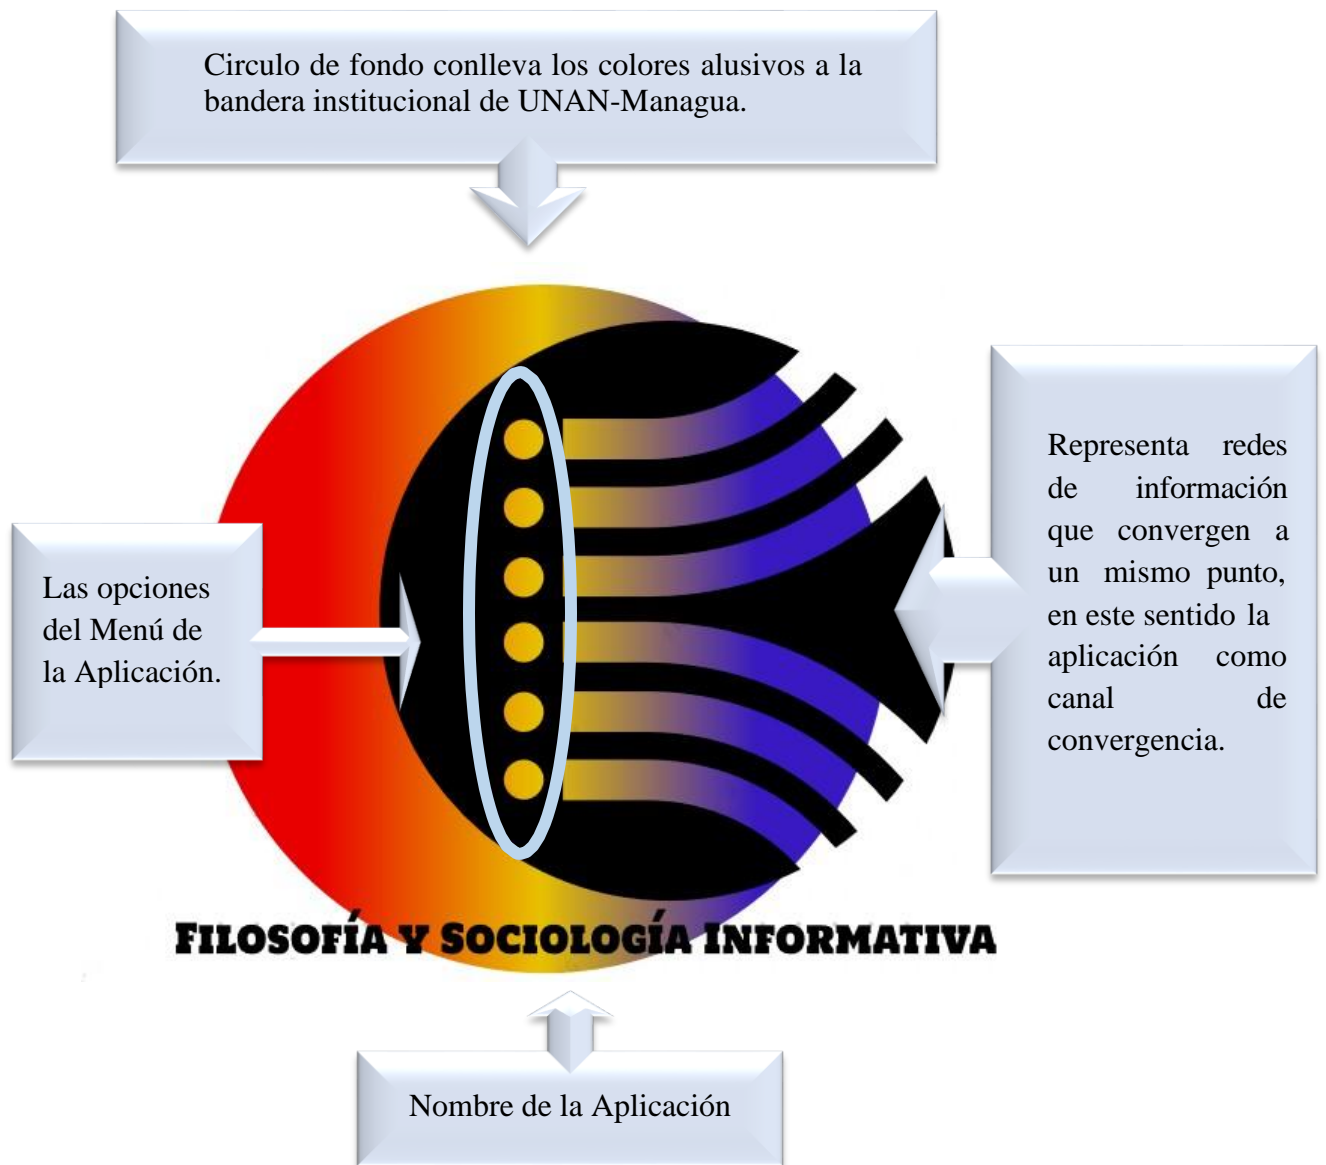 Circulo de fondo conlleva los colores alusivos a la
bandera institucional de UNAN-Managua.
Las opciones
del Menú de
la Aplicación.
Representa redes
de información
que convergen a
un mismo punto,
en este sentido la
aplicación como
canal de
convergencia.
FILOSOFÍA Y SOCIOLOGÍA INFORMATIVA
Nombre de la Aplicación